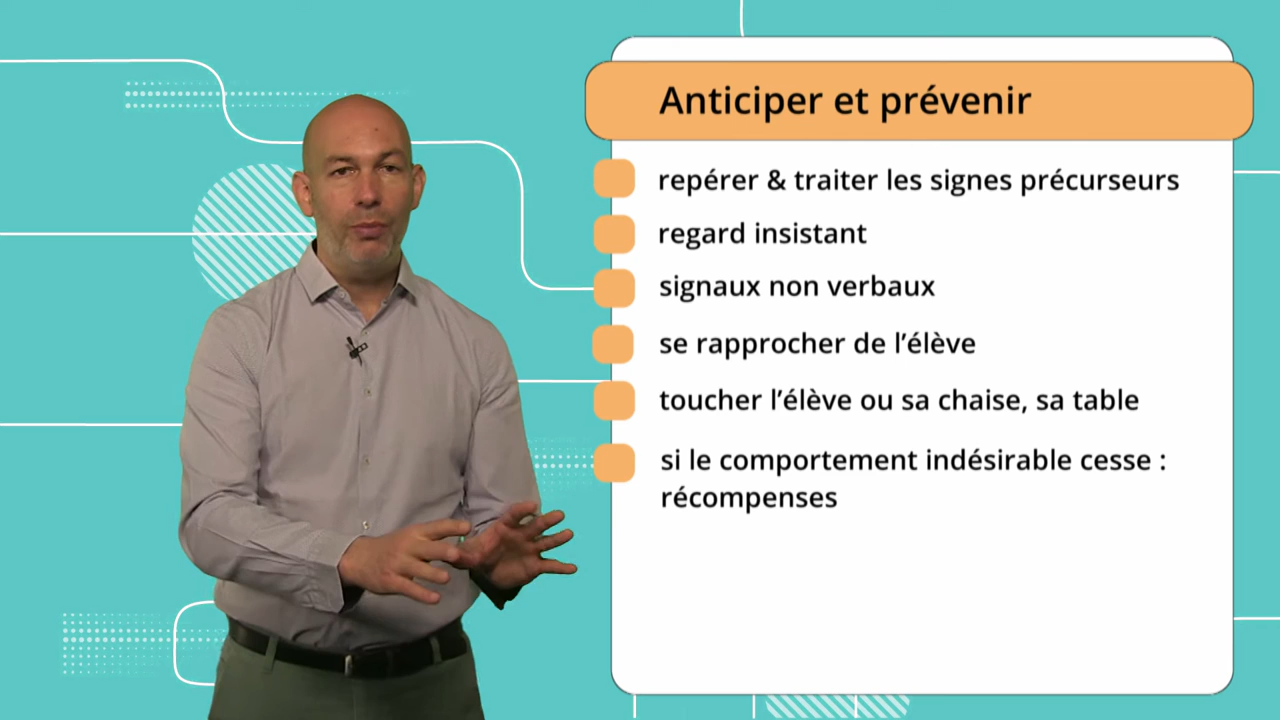 Anticiper et prévenir
repérer & traiter les signes précurseurs
regard insistant
signaux non verbaux
se rapprocher de l’élève
toucher l’élève ou sa chaise, sa table
si le comportement indésirable cesse :
récompenses